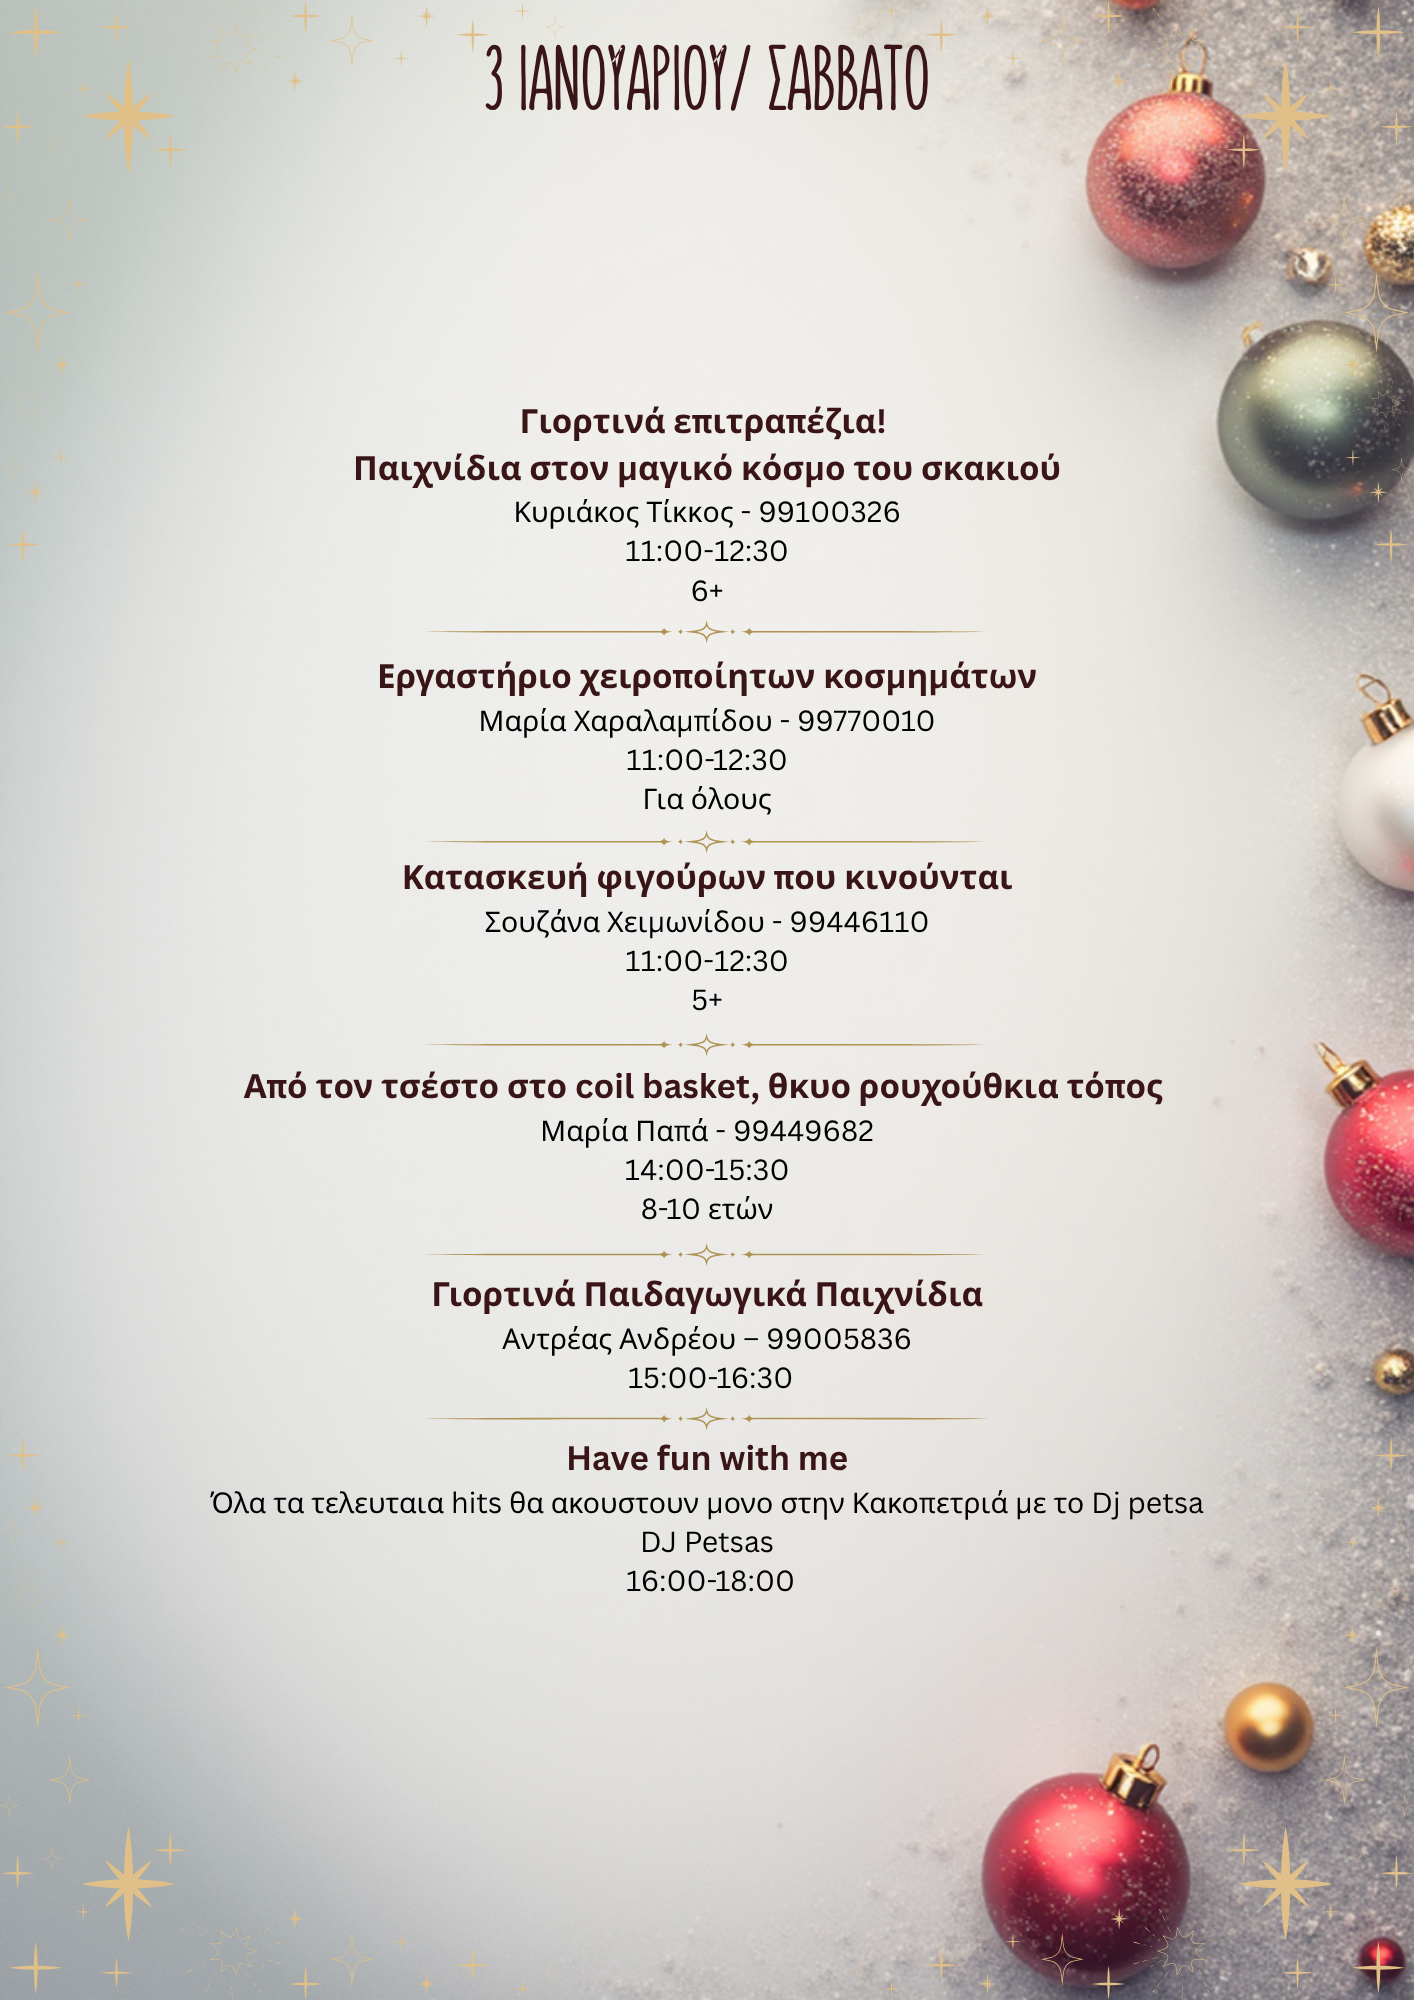 3 ΙΑΝΟΥΑΡΙΟΥ/ ΣΑΒΒΑΤΟ
Γιορτινά επιτραπέζια!
Παιχνίδια στον μαγικό κόσμο του σκακιού
Κυριάκος Τίκκος - 99100326
11:00-12:30
6+
Εργαστήριο χειροποίητων κοσμημάτων
Μαρία Χαραλαμπίδου - 99770010
11:00-12:30
Για όλους
Κατασκευή φιγούρων που κινούνται
Σουζάνα Χειμωνίδου - 99446110
11:00-12:30
5+
Από τον τσέστο στο coil basket, θκυο ρουχούθκια τόπος
Μαρία Παπά - 99449682
14:00-15:30
8-10 ετών
Γιορτινά Παιδαγωγικά Παιχνίδια
Αντρέας Ανδρέου – 99005836
15:00-16:30
Have fun with me
Όλα τα τελευταια hits θα ακουστουν μονο στην Κακοπετριά με το Dj petsa
DJ Petsas
16:00-18:00